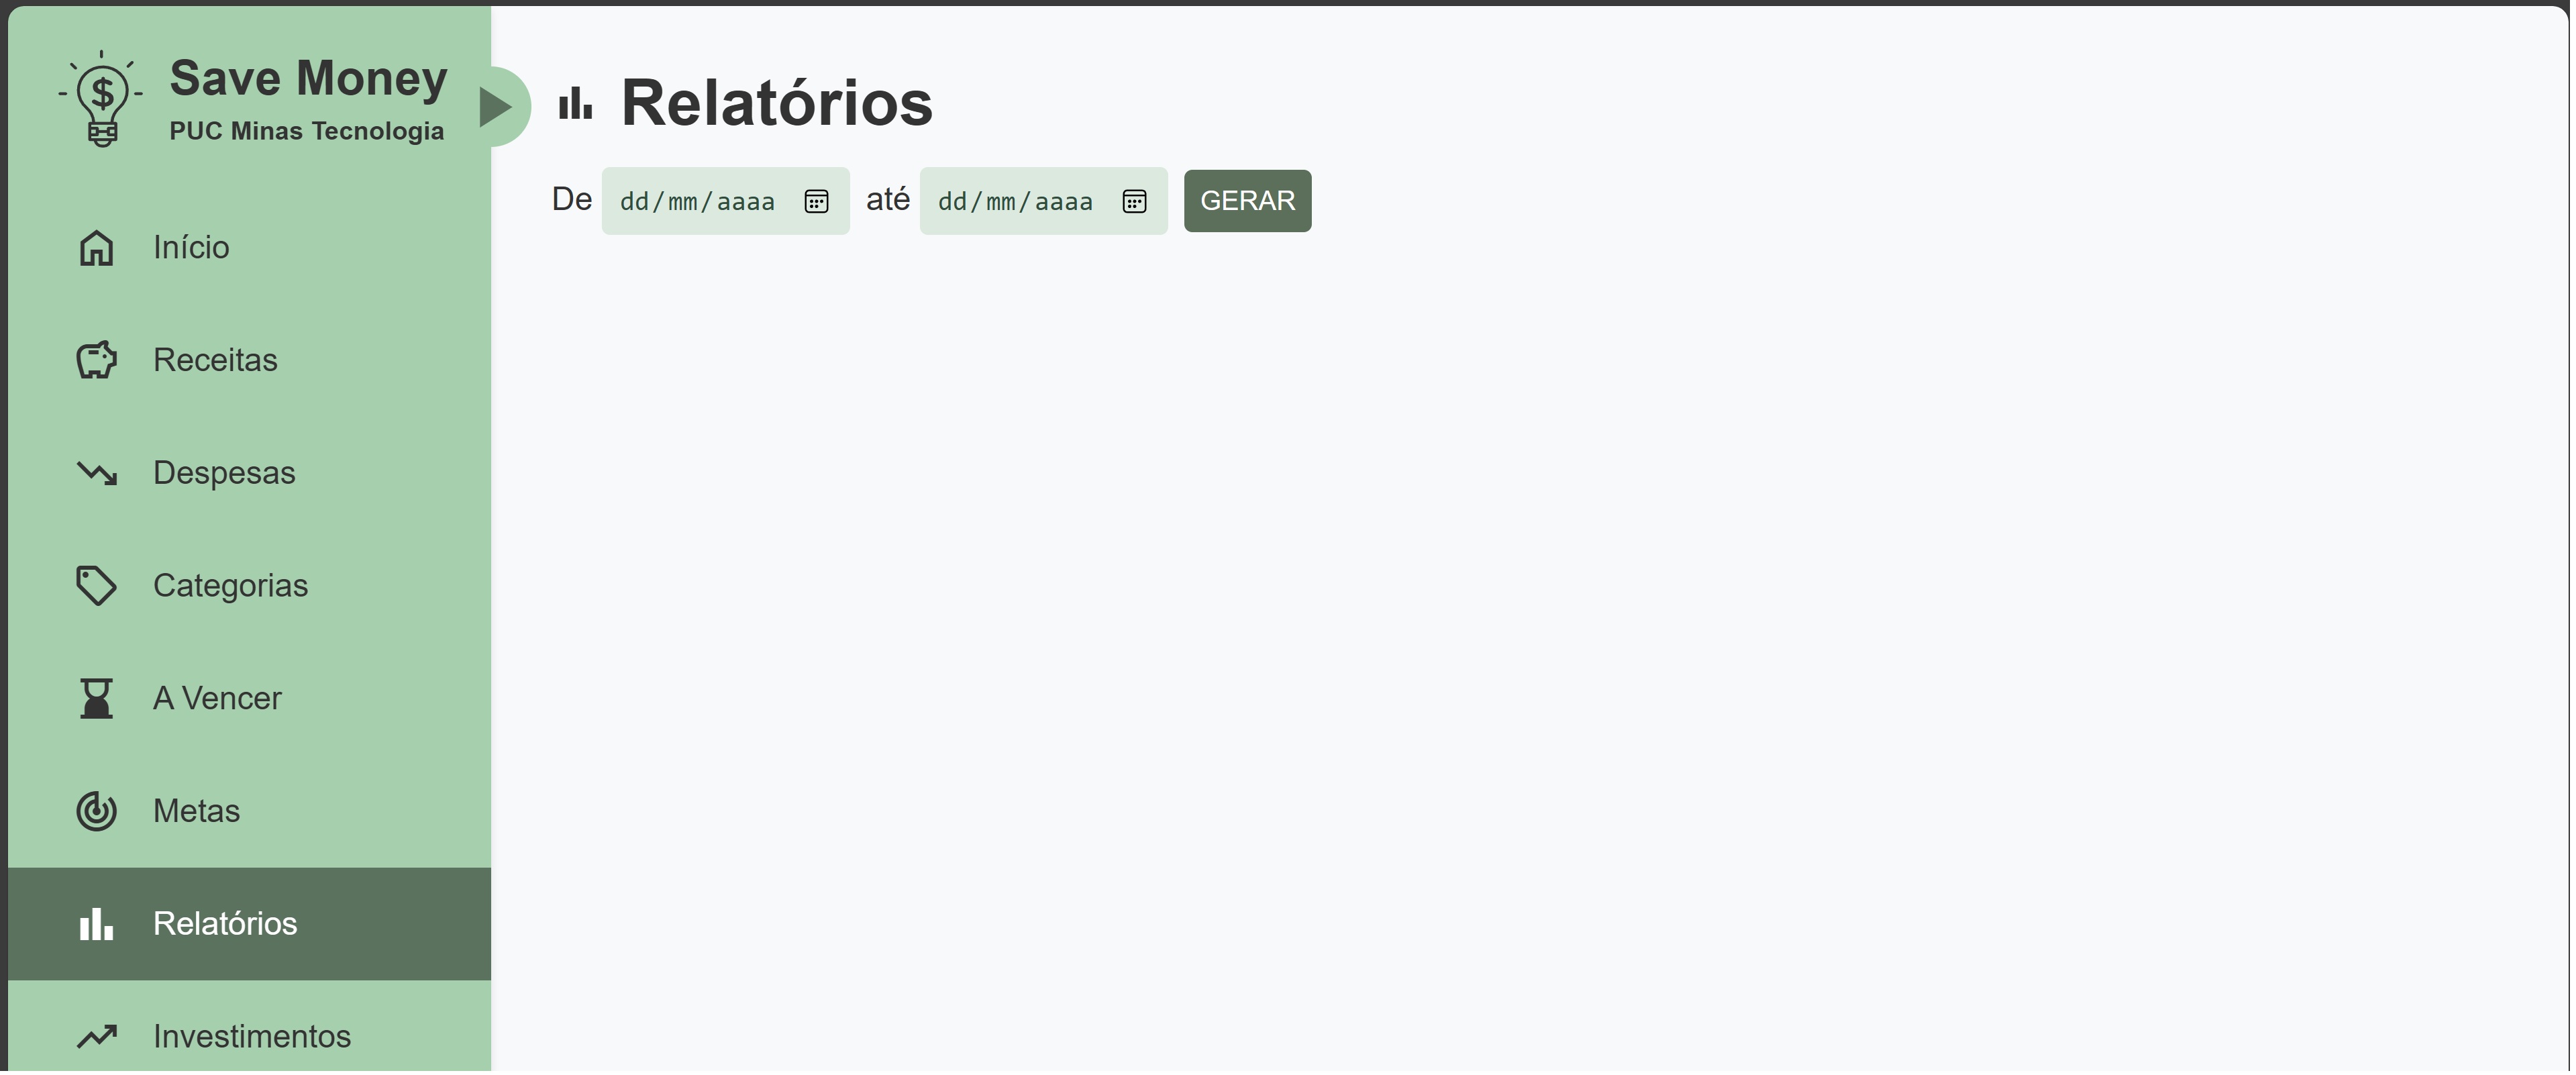 Save Money
PUC Minas Tecnologia
Início
Receitas
Despesas
Categorias
A Vencer
Metas
Relatórios
Investimentos
Relatórios
De dd/mm/aaaa até dd/mm/aaaa GERAR